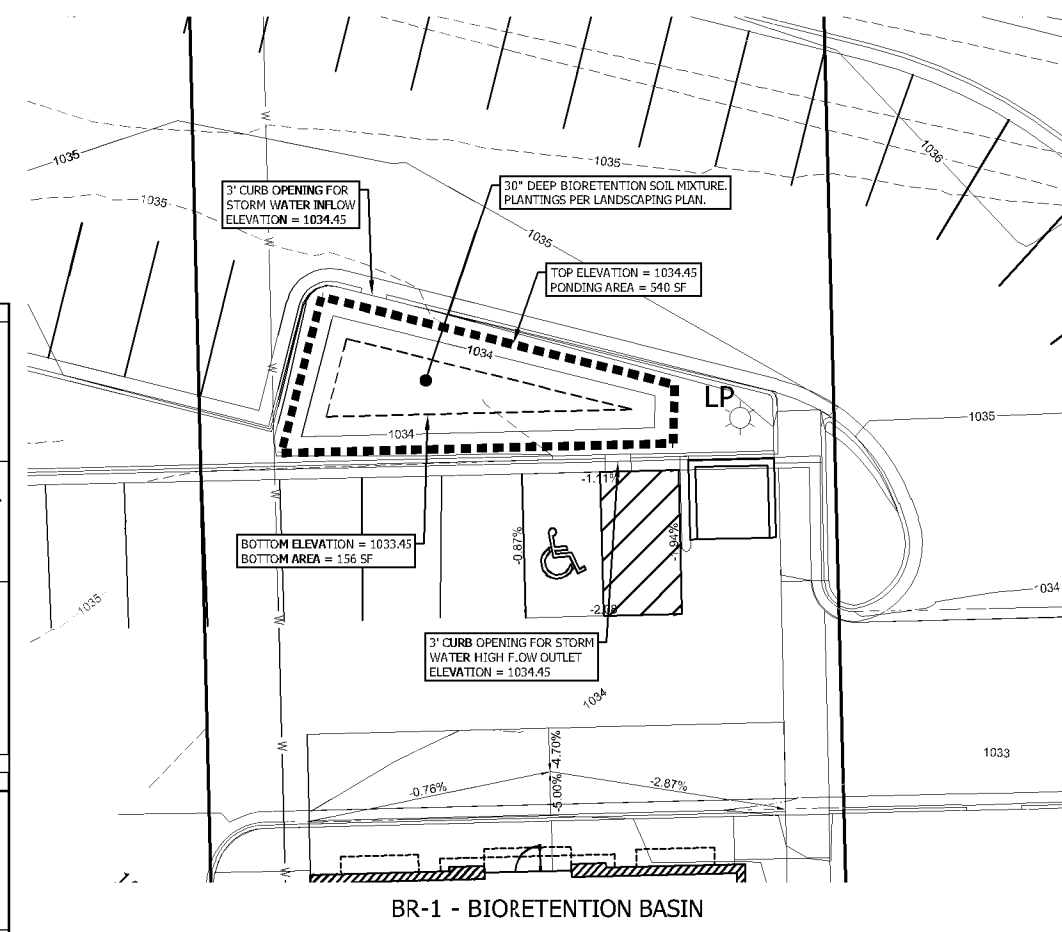 1035
1035
1036
3' CURB OPENING FOR
STORM WATER INFLOW
ELEVATION = 1034.45
30" DEEP BIORETENTION SOIL MIXTURE.
PLANTINGS PER LANDSCAPING PLAN.
1035
W
1035
W
TOP ELEVATION = 1034.45
PONDING AREA = 540 SF
1034
LP
1035
1034
W
-1.11%
BOTTOM ELEVATION = 1033.45
BOTTOM AREA = 156 SF
-0.87%
W
1035
1034
W
3' CURB OPENING FOR STORM
WATER HIGH FLOW OUTLET
ELEVATION = 1034.45
1034
W
-4.70%
1033
-0.76%
-5.00%
-2.87%
W
W
BR-1 - BIORETENTION BASIN